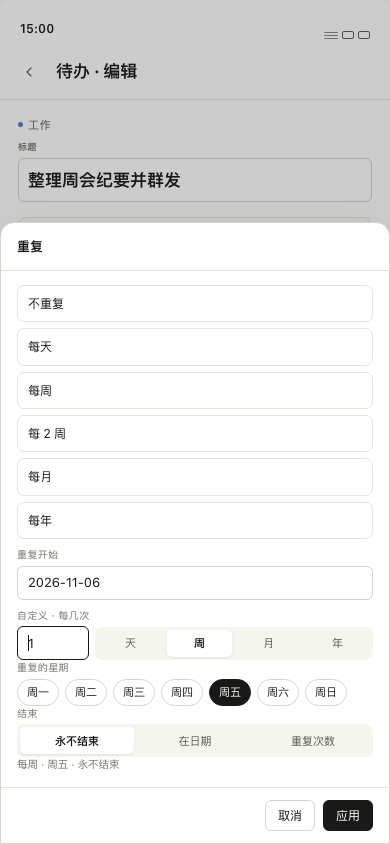 15:00
待办 · 编辑
工作
标题
整理周会纪要并群发
重复
不重复
每天
每周
每 2 周
每月
每年
重复开始
2026-11-06
自定义 · 每几次
1 天 周 月 年
重复的星期
周一 周二 周三 周四 周五 周六 周日
结束
永不结束 在日期 重复次数
每周 · 周五 · 永不结束
取消 应用